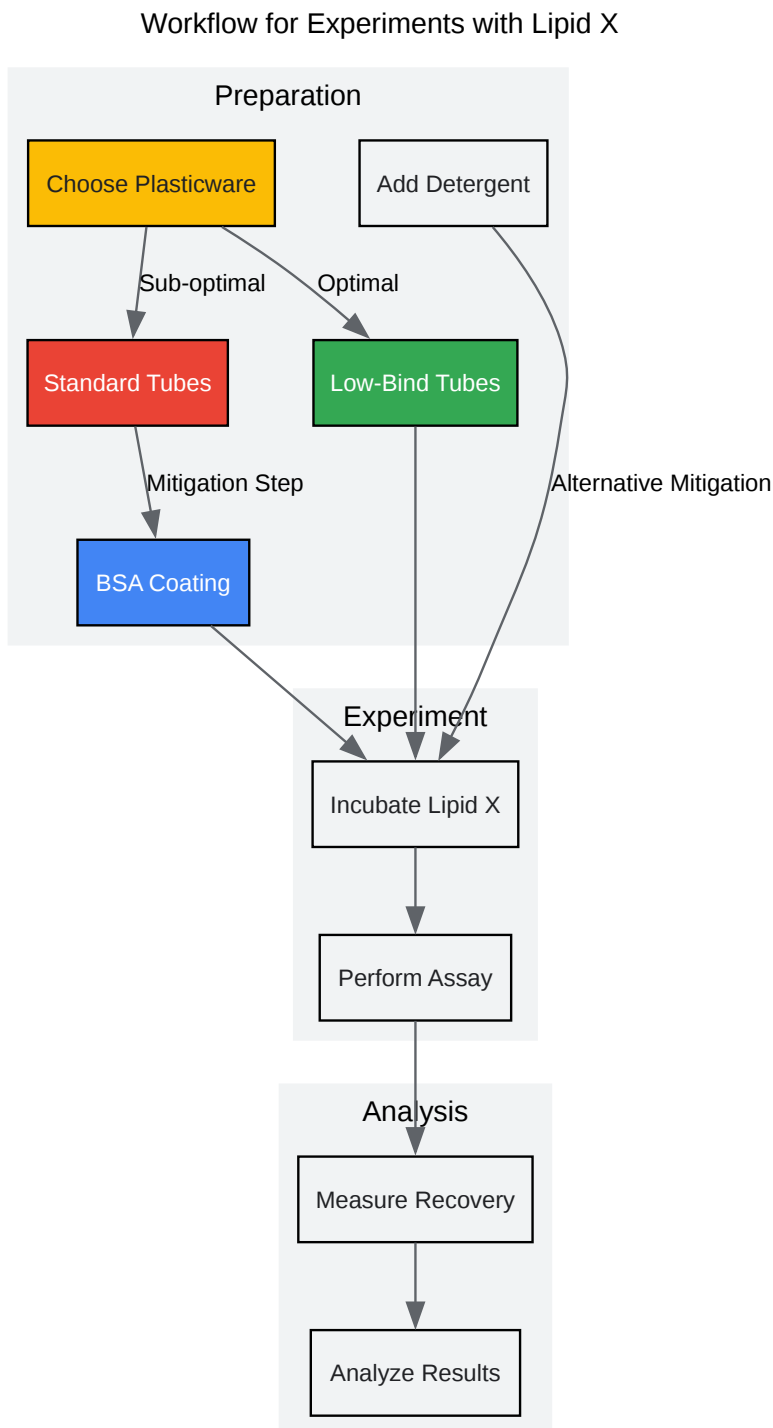 Workflow for Experiments with Lipid X
Preparation
Choose Plasticware
Add Detergent
Sub-optimal
Optimal
Standard Tubes
Low-Bind Tubes
Mitigation Step
Alternative Mitigation
BSA Coating
Experiment
Incubate Lipid X
Perform Assay
Analysis
Measure Recovery
Analyze Results